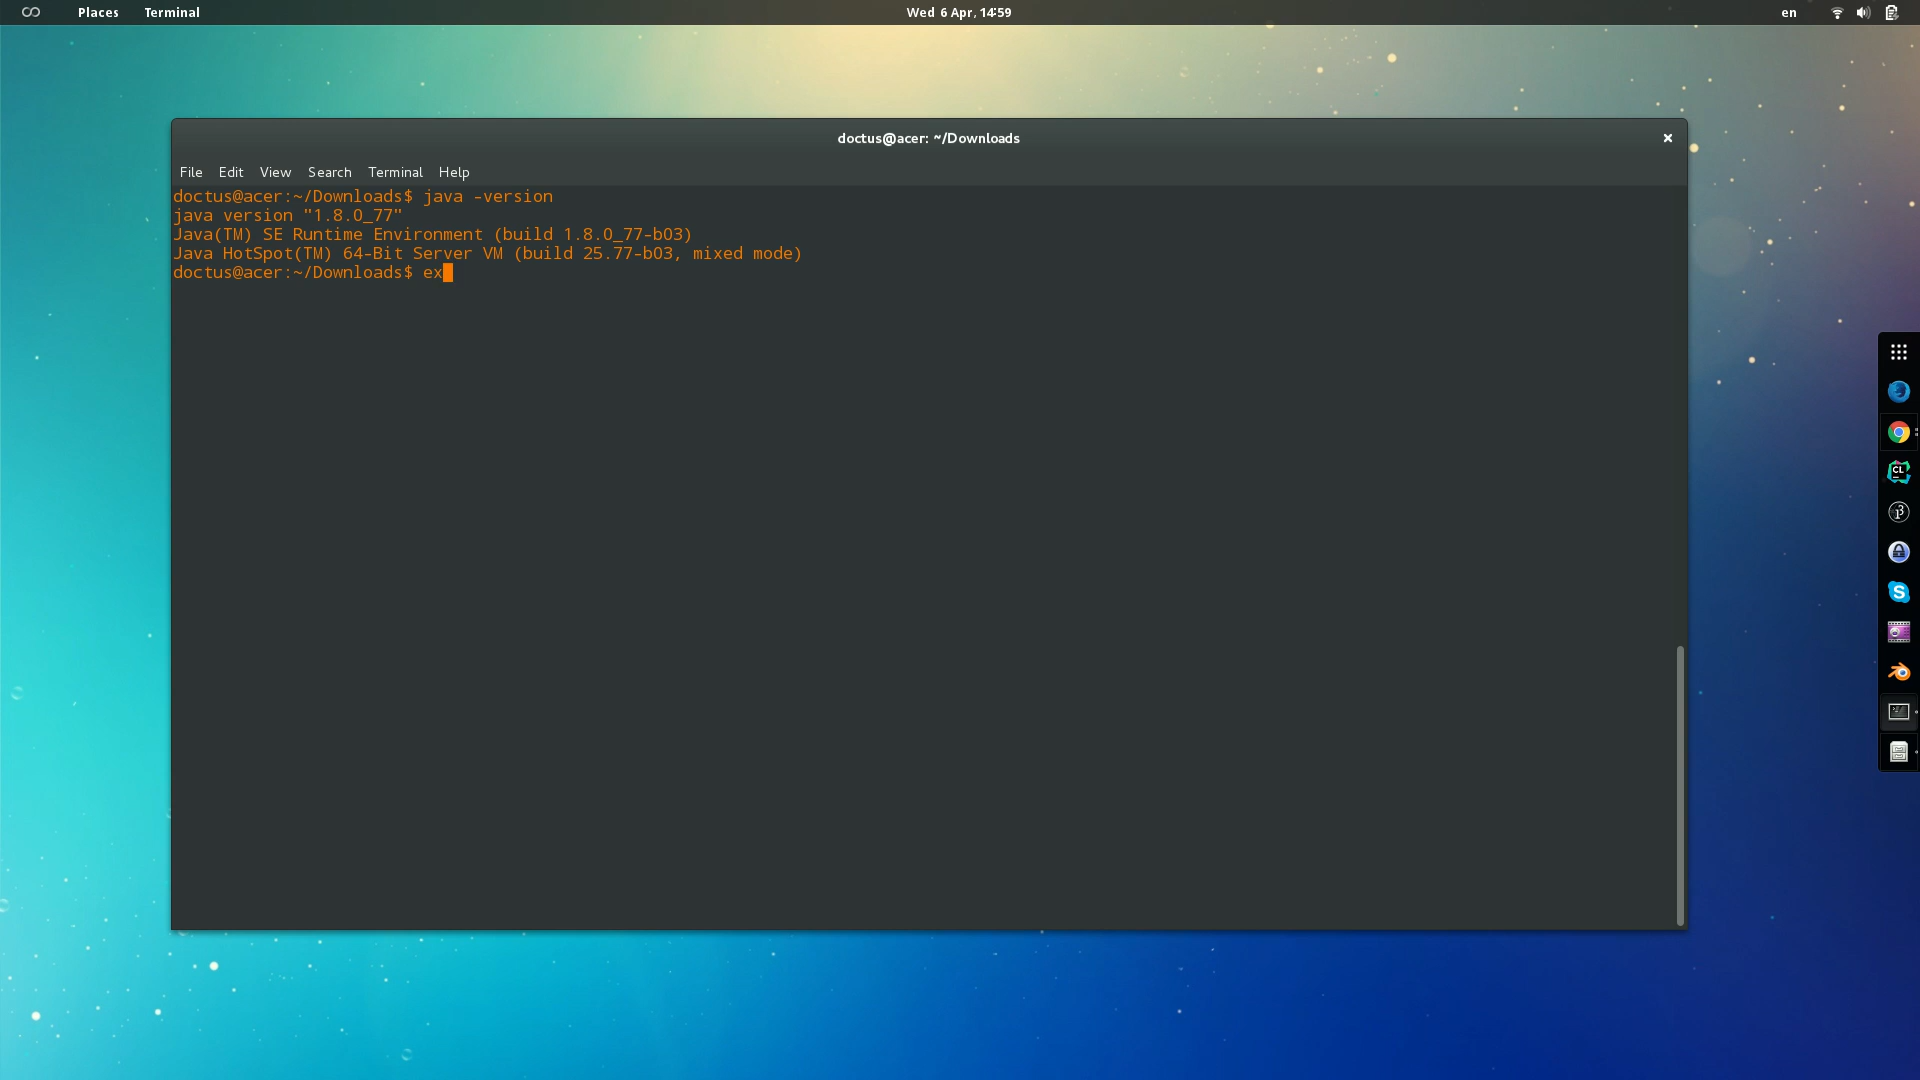 Places Terminal Wed 6 Apr, 14:59 en
doctus@acer: ~/Downloads
File Edit View Search Terminal Help
doctus@acer:~/Downloads$ java -version
java version "1.8.0_77"
Java(TM) SE Runtime Environment (build 1.8.0_77-b03)
Java HotSpot(TM) 64-Bit Server VM (build 25.77-b03, mixed mode)
doctus@acer:~/Downloads$ ex
CL
S